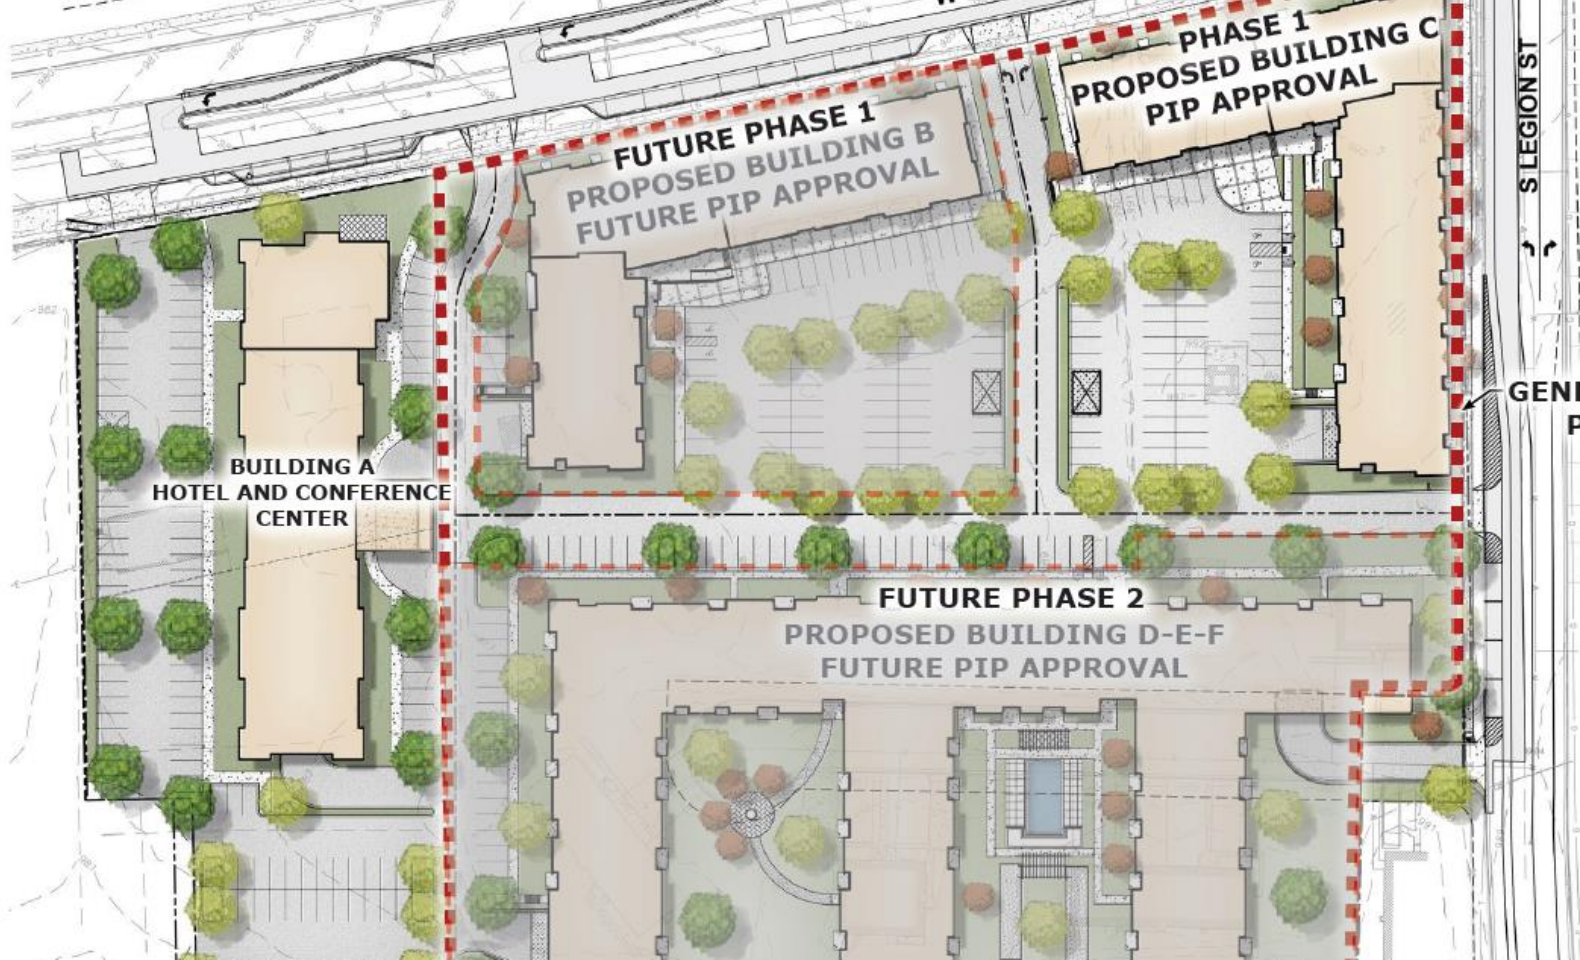 PHASE 1
PROPOSED BUILDING C
PIP APPROVAL
S LEGION ST
FUTURE PHASE 1
PROPOSED BUILDING B
FUTURE PIP APPROVAL
GEN
P
BUILDING A
HOTEL AND CONFERENCE
CENTER
FUTURE PHASE 2
PROPOSED BUILDING D-E-F
FUTURE PIP APPROVAL